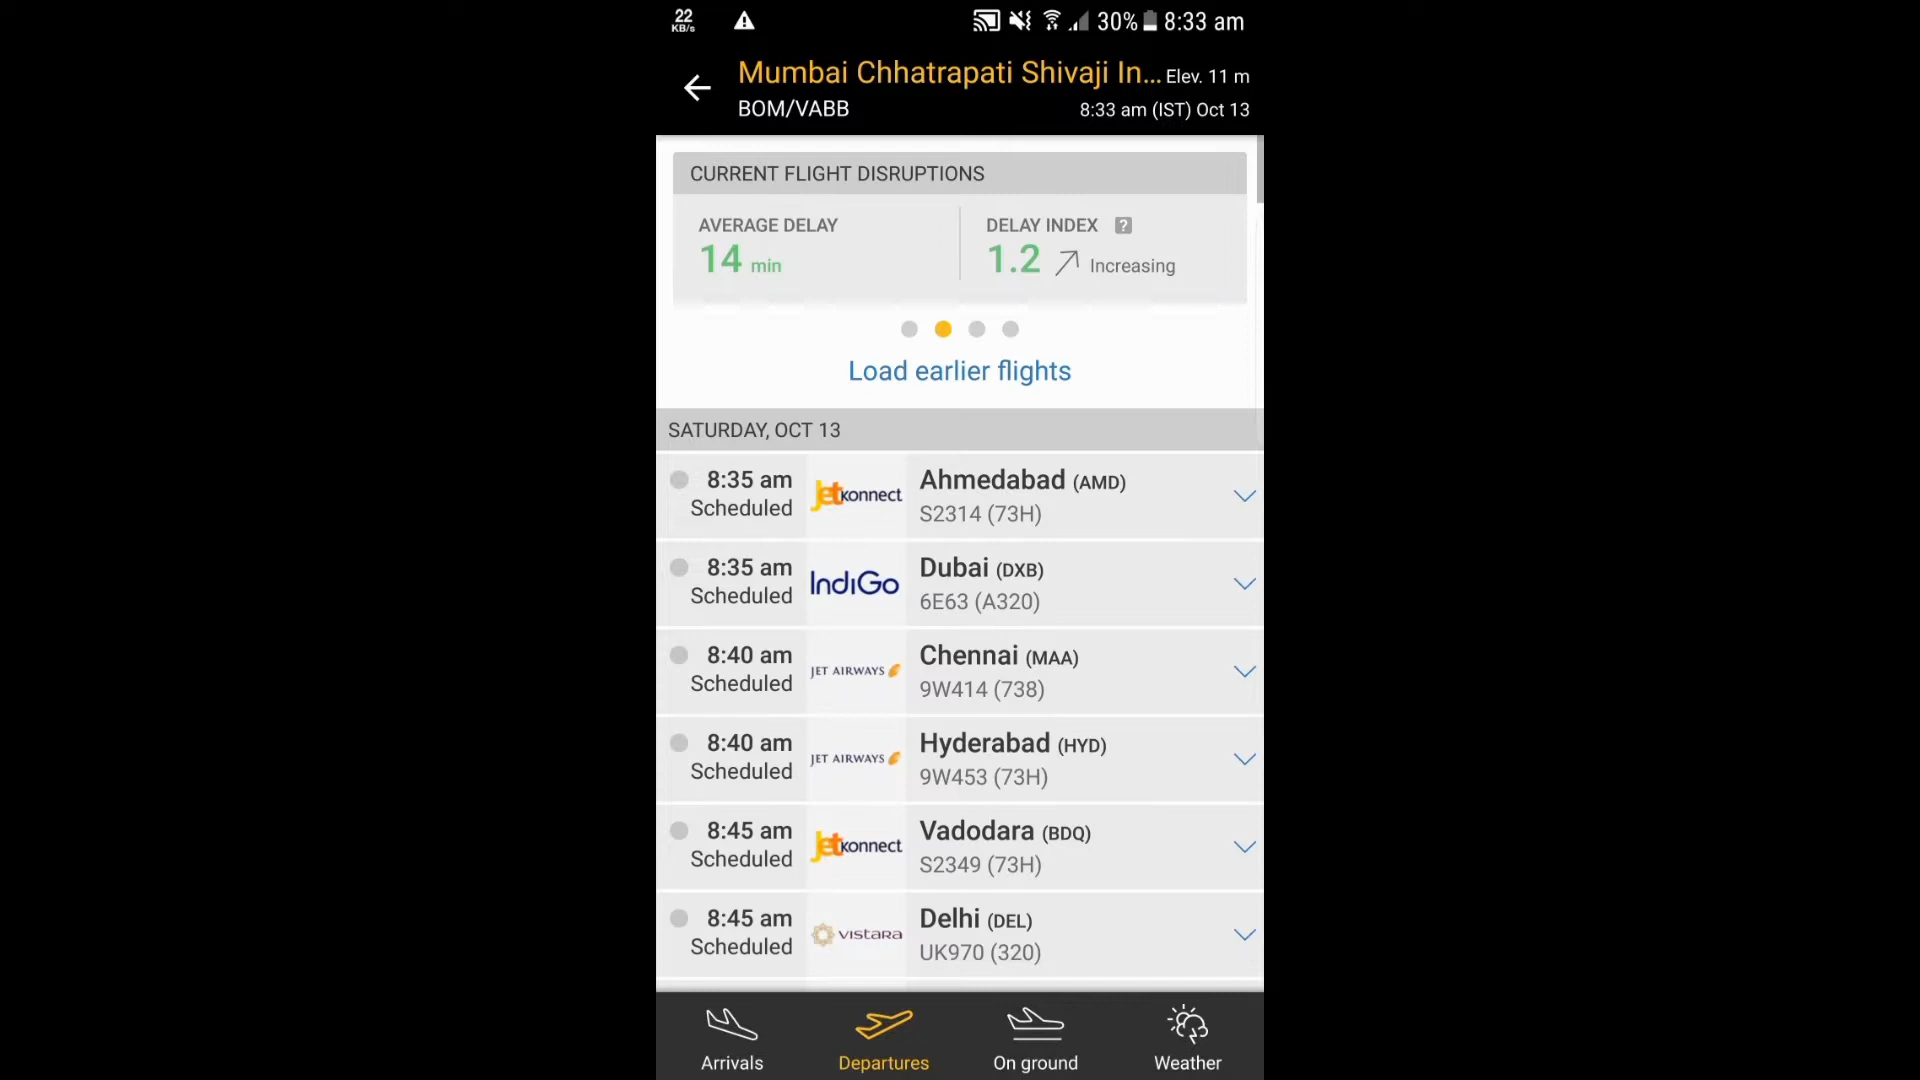 22
KB/s
30% 8:33 am
Mumbai Chhatrapati Shivaji In... Elev. 11 m
BOM/VABB 8:33 am (IST) Oct 13
CURRENT FLIGHT DISRUPTIONS
AVERAGE DELAY
14 min
DELAY INDEX ?
1.2 Increasing
Load earlier flights
SATURDAY, OCT 13
8:35 am
Scheduled
Jetkonnect
Ahmedabad (AMD)
S2314 (73H)
8:35 am
Scheduled
IndiGo
Dubai (DXB)
6E63 (A320)
8:40 am
Scheduled
JET AIRWAYS
Chennai (MAA)
9W414 (738)
8:40 am
Scheduled
JET AIRWAYS
Hyderabad (HYD)
9W453 (73H)
8:45 am
Scheduled
Jetkonnect
Vadodara (BDQ)
S2349 (73H)
8:45 am
Scheduled
VISTARA
Delhi (DEL)
UK970 (320)
Arrivals
Departures
On ground
Weather